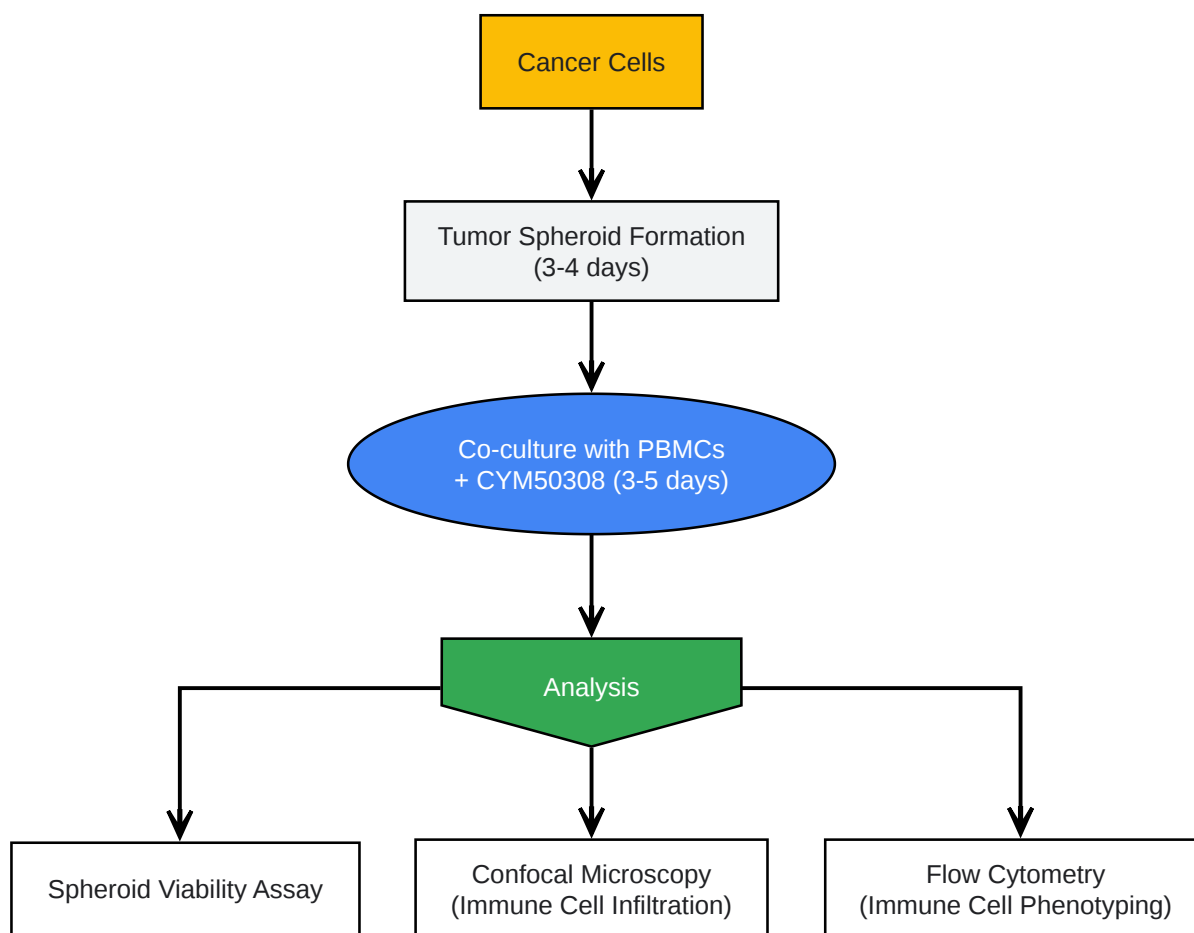 Cancer Cells
Tumor Spheroid Formation
(3-4 days)
Co-culture with PBMCs
+ CYM50308 (3-5 days)
Analysis
Spheroid Viability Assay
Confocal Microscopy
(Immune Cell Infiltration)
Flow Cytometry
(Immune Cell Phenotyping)